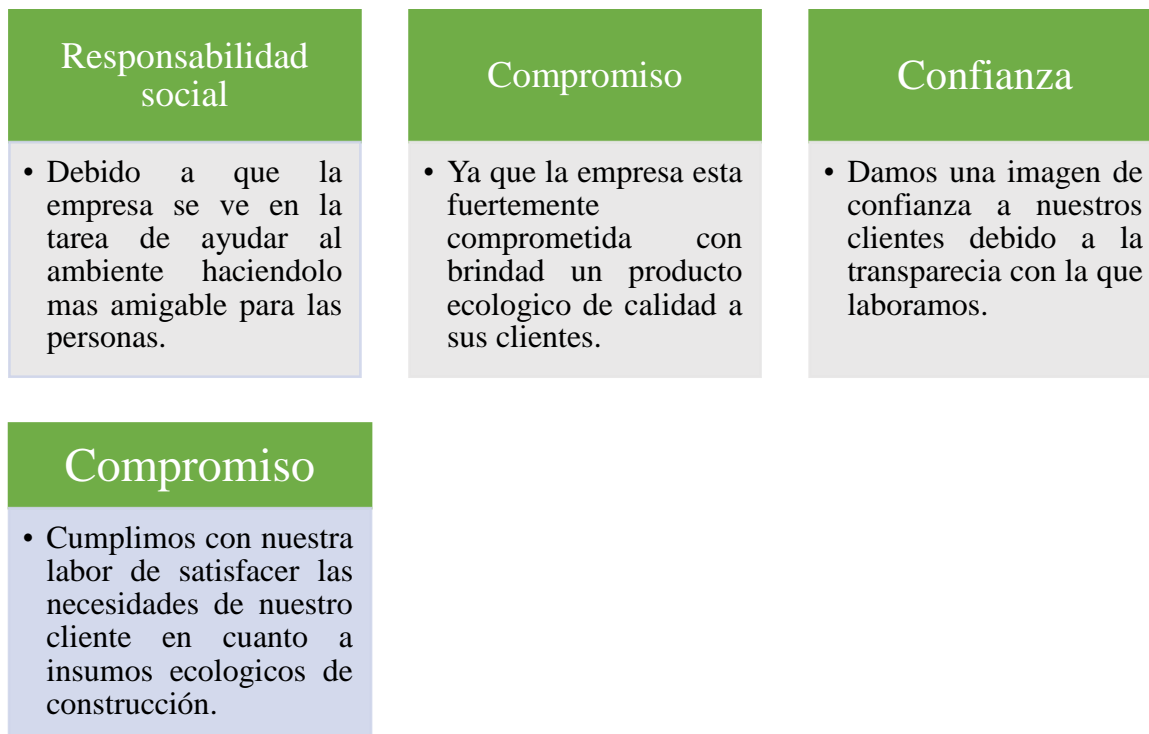 Responsabilidad
social
• Debido a que la
empresa se ve en la
tarea de ayudar al
ambiente haciendolo
mas amigable para las
personas.
Compromiso
• Ya que la empresa esta
fuertemente
comprometida con
brindad un producto
ecologico de calidad a
sus clientes.
Confianza
• Damos una imagen de
confianza a nuestros
clientes debido a la
transparecia con la que
laboramos.
Compromiso
• Cumplimos con nuestra
labor de satisfacer las
necesidades de nuestro
cliente en cuanto a
insumos ecologicos de
construcción.